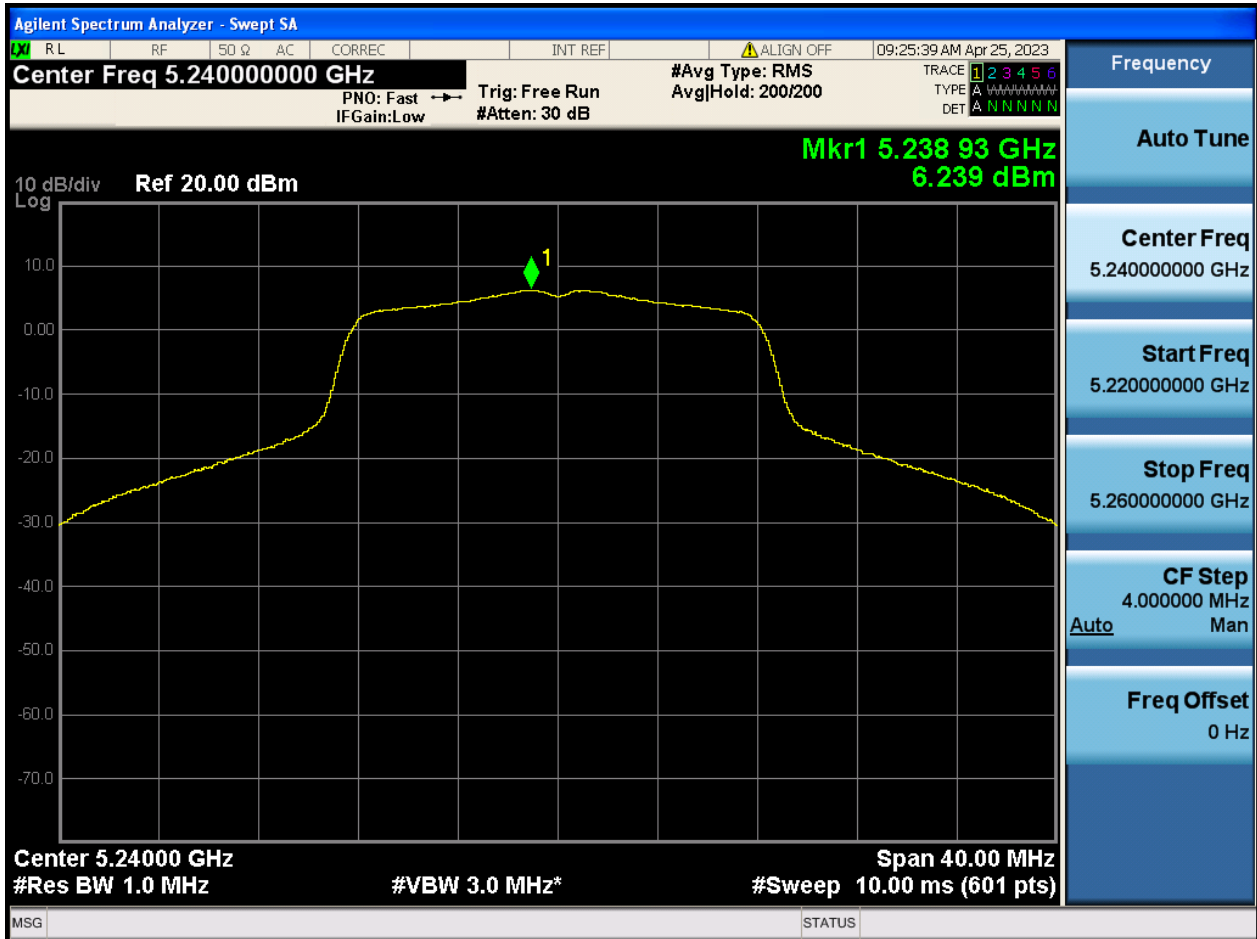 Agilent Spectrum Analyzer - Swept SA
LXI RL RF 50 Ω AC CORREC INT REF ALIGN OFF 09:25:39 AM Apr 25, 2023
Center Freq 5.240000000 GHz
PNO: Fast
IFGain:Low
Trig: Free Run
#Atten: 30 dB
#Avg Type: RMS
Avg|Hold: 200/200
TRACE 1 2 3 4 5 6
TYPE A WWWWW
DET A N N N N N
Mkr1 5.238 93 GHz
6.239 dBm
10 dB/div Ref 20.00 dBm
Log
1
10.0
0.00
-10.0
-20.0
-30.0
-40.0
-50.0
-60.0
-70.0
Center 5.24000 GHz Span 40.00 MHz
#Res BW 1.0 MHz #VBW 3.0 MHz* #Sweep 10.00 ms (601 pts)
MSG STATUS
Frequency
Auto Tune
Center Freq
5.240000000 GHz
Start Freq
5.220000000 GHz
Stop Freq
5.260000000 GHz
CF Step
4.000000 MHz
Auto Man
Freq Offset
0 Hz